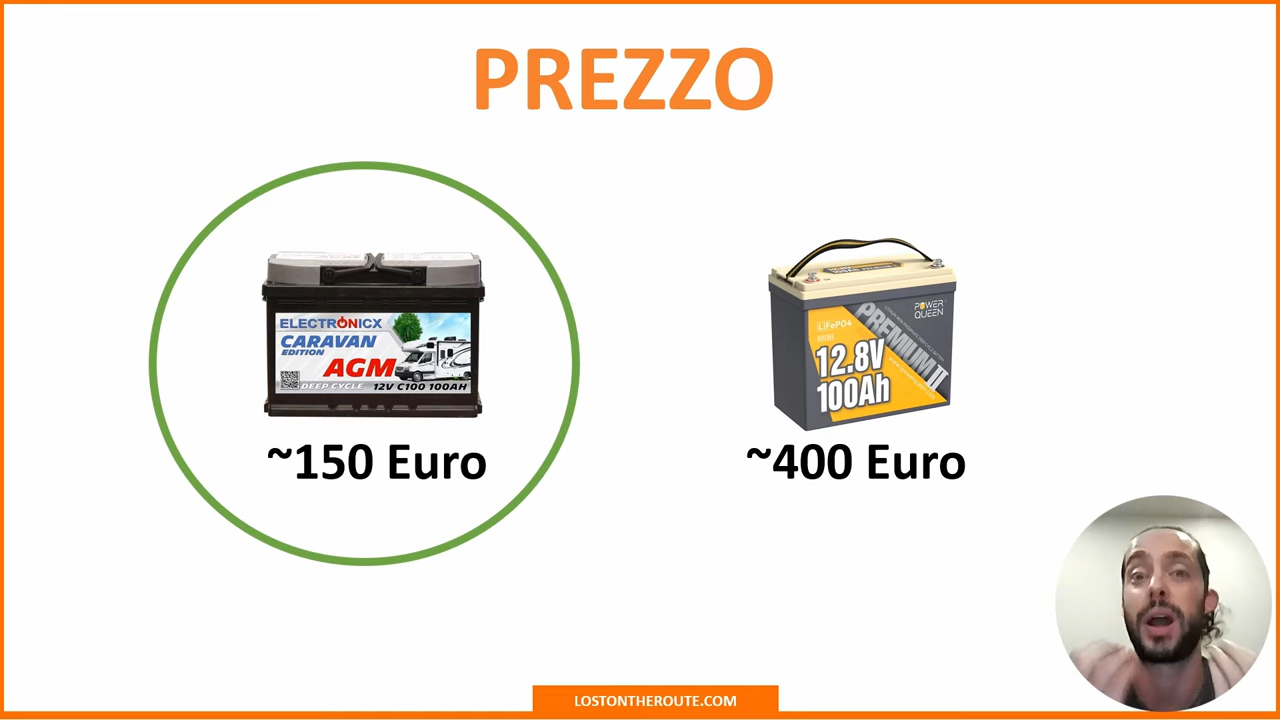 PREZZO
ELECTRONICX
CARAVAN
EDITION
AGM
DEEP CYCLE 12V C100 100AH
~150 Euro
POWER
QUEEN
LiFePO4
PREMIUM II
12.8V
100Ah
~400 Euro
LOSTONTHEROUTE.COM